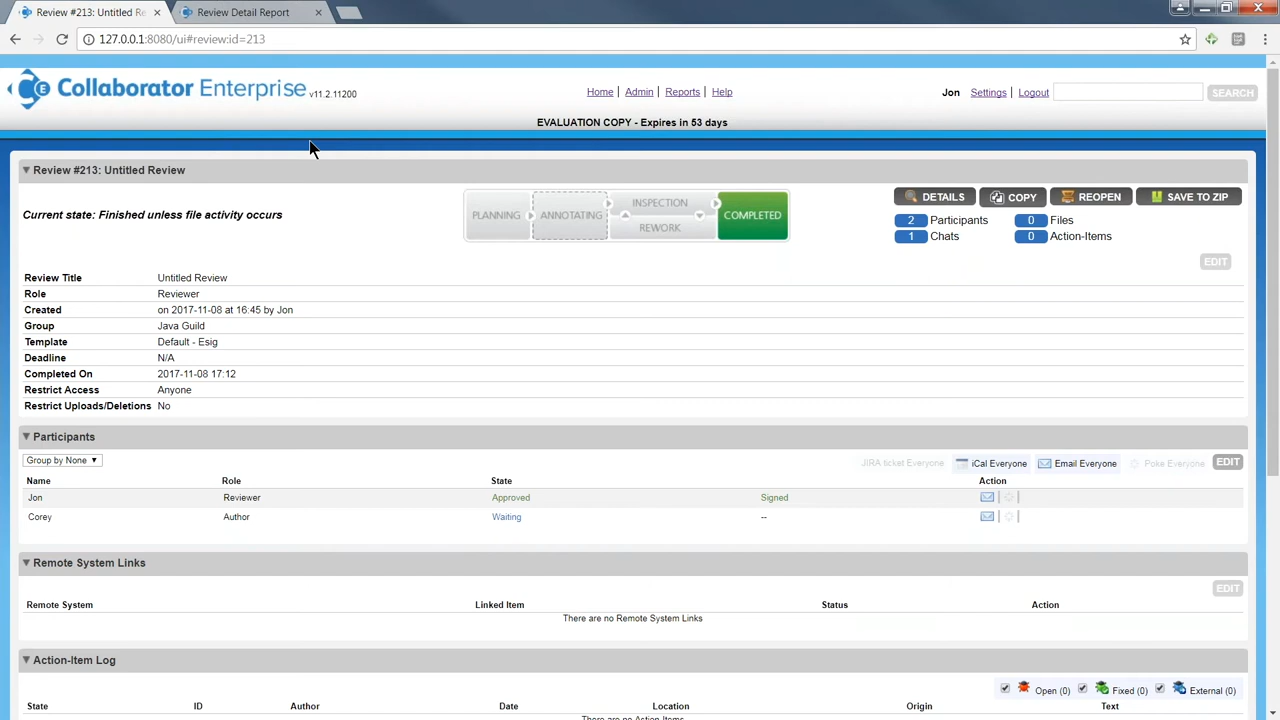 Review #213: Untitled Re
Review Detail Report
127.0.0.1:8080/ui#review:id=213
Collaborator Enterprise v11.2.11200
Home | Admin | Reports | Help
Jon Settings | Logout SEARCH
EVALUATION COPY - Expires in 53 days
Review #213: Untitled Review
Current state: Finished unless file activity occurs
PLANNING ANNOTATING INSPECTION REWORK COMPLETED
DETAILS COPY REOPEN SAVE TO ZIP
2 Participants 0 Files
1 Chats 0 Action-Items
EDIT
Review Title Untitled Review
Role Reviewer
Created on 2017-11-08 at 16:45 by Jon
Group Java Guild
Template Default - Esig
Deadline N/A
Completed On 2017-11-08 17:12
Restrict Access Anyone
Restrict Uploads/Deletions No
Participants
Group by None JIRA ticket Everyone iCal Everyone Email Everyone Poke Everyone EDIT
Name Role State Action
Jon Reviewer Approved Signed
Corey Author Waiting --
Remote System Links
EDIT
Remote System Linked Item Status Action
There are no Remote System Links
Action-Item Log
Open (0) Fixed (0) External (0)
State ID Author Date Location Origin Text
There are no Action Items